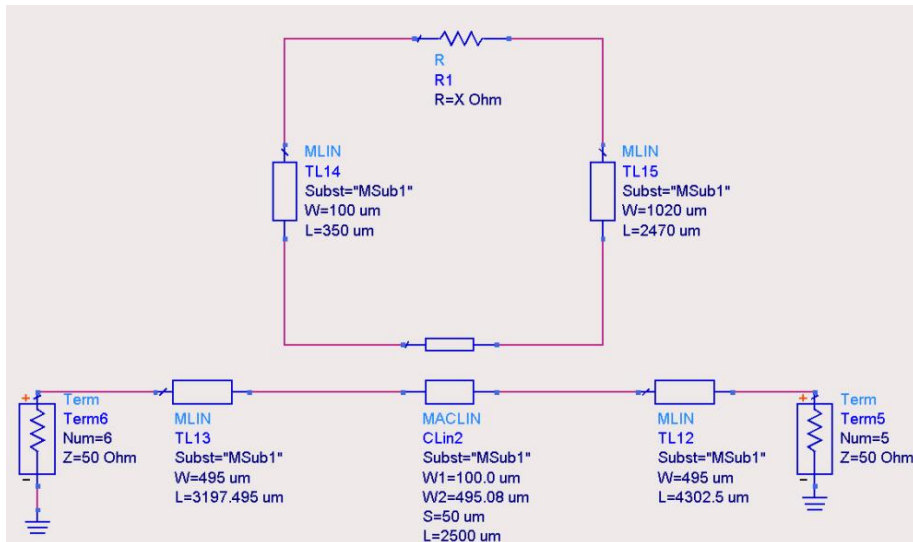 R
R1
R=X Ohm
MLIN
TL14
Subst="MSub1"
W=100 um
L=350 um
MLIN
TL15
Subst="MSub1"
W=1020 um
L=2470 um
+
Term
Term6
Num=6
Z=50 Ohm
-
MLIN
TL13
Subst="MSub1"
W=495 um
L=3197.495 um
MACLIN
CLin2
Subst="MSub1"
W1=100.0 um
W2=495.08 um
S=50 um
L=2500 um
MLIN
TL12
Subst="MSub1"
W=495 um
L=4302.5 um
+
Term
Term5
Num=5
Z=50 Ohm
-